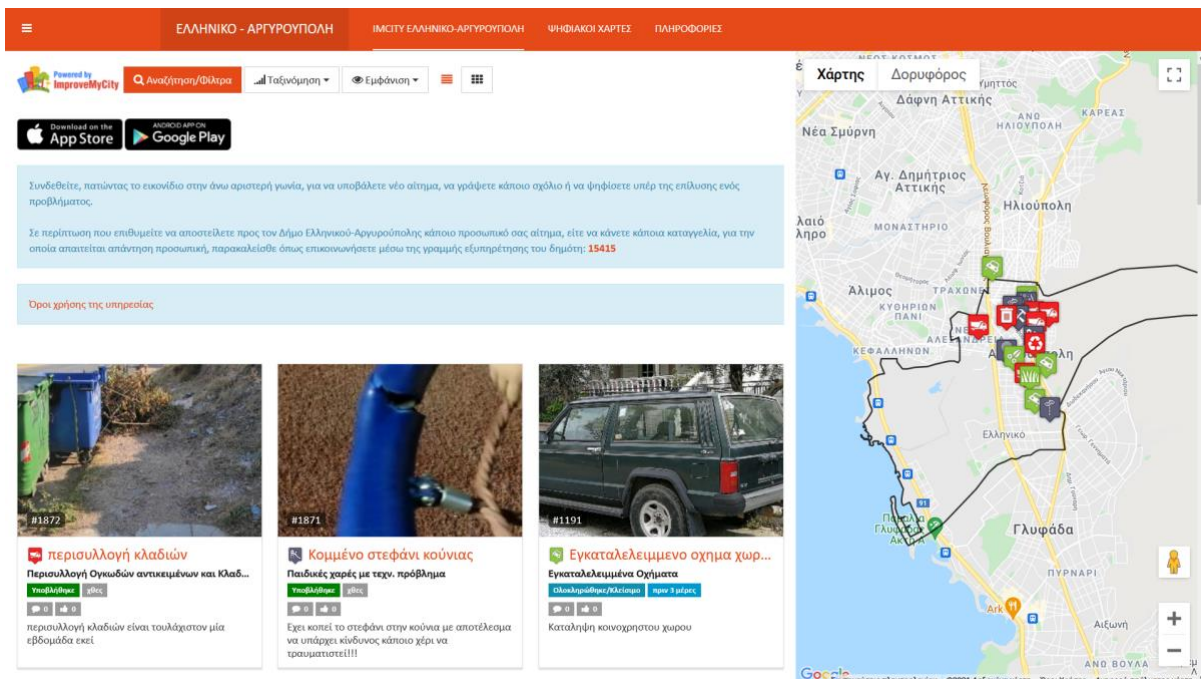 ΕΛΛΗΝΙΚΟ - ΑΡΓΥΡΟΥΠΟΛΗ
IMCITY ΕΛΛΗΝΙΚΟ-ΑΡΓΥΡΟΥΠΟΛΗ
ΨΗΦΙΑΚΟΙ ΧΑΡΤΕΣ
ΠΛΗΡΟΦΟΡΙΕΣ
Powered by
ImproveMyCity
Αναζήτηση/Φίλτρα
Ταξινόμηση
Εμφάνιση
Download on the
App Store
ANDROID APP ON
Google Play
Συνδεθείτε, πατώντας το εικονίδιο στην άνω αριστερή γωνία, για να υποβάλετε νέο αίτημα, να γράψετε κάποιο σχόλιο ή να ψηφίσετε υπέρ της επίλυσης ενός
προβλήματος.
Σε περίπτωση που επιθυμείτε να αποστείλετε προς τον Δήμο Ελληνικού-Αργυρούπολης κάποιο προσωπικό σας αίτημα, είτε να κάνετε κάποια καταγγελία, για την
οποία απαιτείται απάντηση προσωπική, παρακαλείσθε όπως επικοινωνήσετε μέσω της γραμμής εξυπηρέτησης του δημότη: 15415
Όροι χρήσης της υπηρεσίας
#1872
περισυλλογή κλαδιών
Περισυλλογή Ογκωδών αντικειμένων και Κλαδ...
Υποβλήθηκε χθες
0 0
περισυλλογή κλαδιών είναι τουλάχιστον μία
εβδομάδα εκεί
#1871
Κομμένο στεφάνι κούνιας
Παιδικές χαρές με τεχν. πρόβλημα
Υποβλήθηκε χθες
0 0
Εχει κοπεί το στεφάνι στην κούνια με αποτέλεσμα
να υπάρχει κίνδυνος κάποιο χέρι να
τραυματιστεί!!!
#1191
Εγκαταλελειμμενο οχημα χωρ...
Εγκαταλελειμμένα Οχήματα
Ολοκληρώθηκε/Κλείσιμο πριν 3 μέρες
0 0
Καταληψη κοινοχρηστου χωρου
Χάρτης
Δορυφόρος
Δάφνη Αττικής
ΑΝΩ
ΗΛΙΟΥΠΟΛΗ
ΚΑΡΕΑΣ
Νέα Σμύρνη
Αγ. Δημήτριος
Αττικής
Ηλιούπολη
ΜΟΝΑΣΤΗΡΙΟ
Άλιμος
ΚΥΘΗΡΙΩΝ
ΠΑΝΙ
ΚΕΦΑΛΛΗΝΩΝ
Ελληνικό
91
Γλυφάδα
ΠΥΡΝΑΡΙ
Ark
Αιξωνή
ΑΝΩ ΒΟΥΛΑ
Google